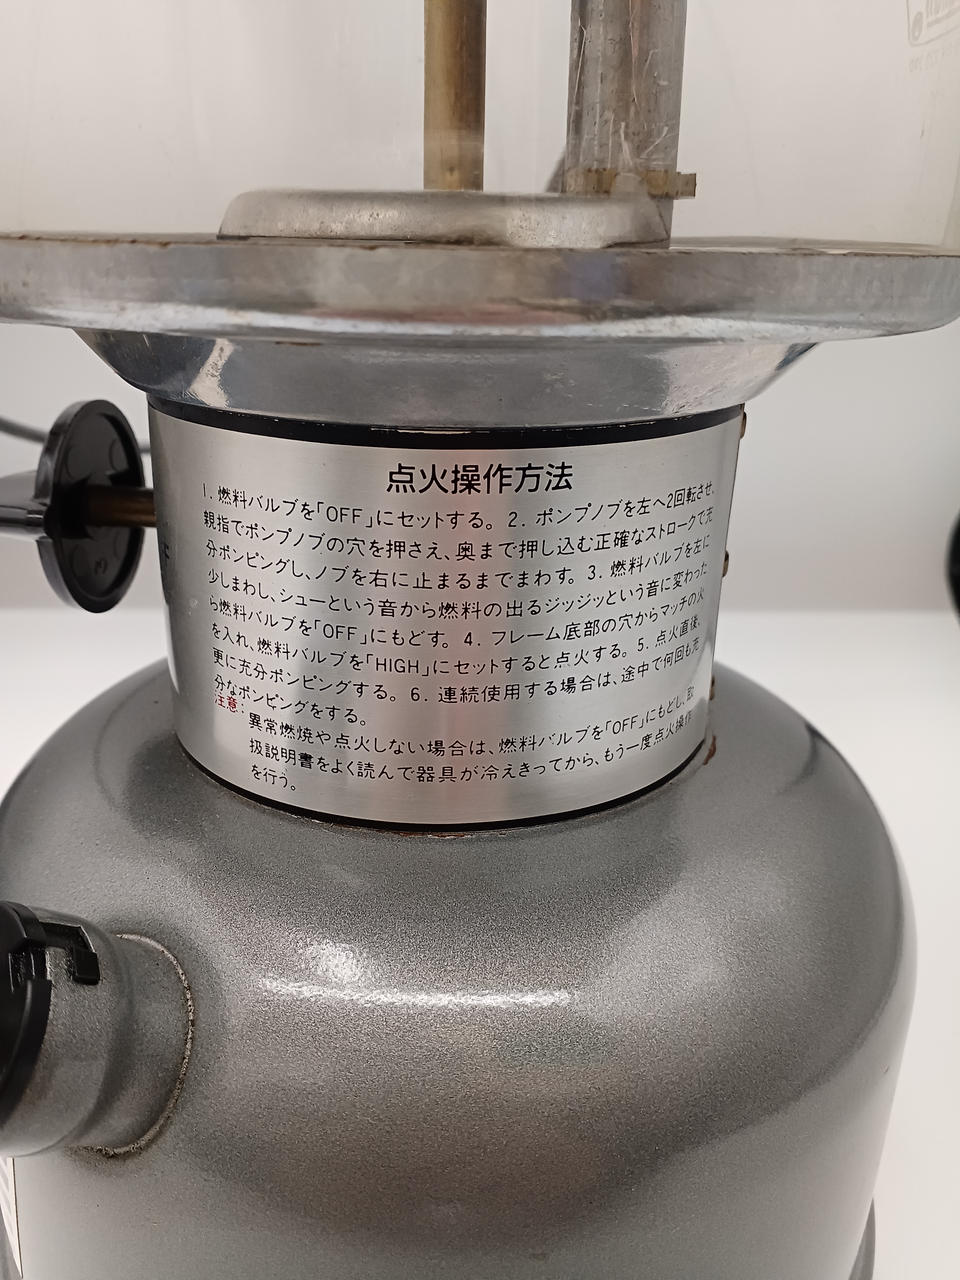 点火操作方法
1. 燃料バルブを「OFF」にセットする。 2. ポンプノブを左へ2回転させ、
親指でポンプノブの穴を押さえ、奥まで押し込む正確なストロークで充
分ポンピングし、ノブを右に止まるまでまわす。 3. 燃料バルブを左に
少しまわし、シューという音から燃料の出るジッジッという音に変わった
ら燃料バルブを「OFF」にもどす。 4. フレーム底部の穴からマッチの火
を入れ、燃料バルブを「HIGH」にセットすると点火する。 5. 点火直後、
更に充分ポンピングする。 6. 連続使用する場合は、途中で何回も充
分なポンピングをする。
注意：異常燃焼や点火しない場合は、燃料バルブを「OFF」にもどし、取
扱説明書をよく読んで器具が冷えきってから、もう一度点火操作
を行う。